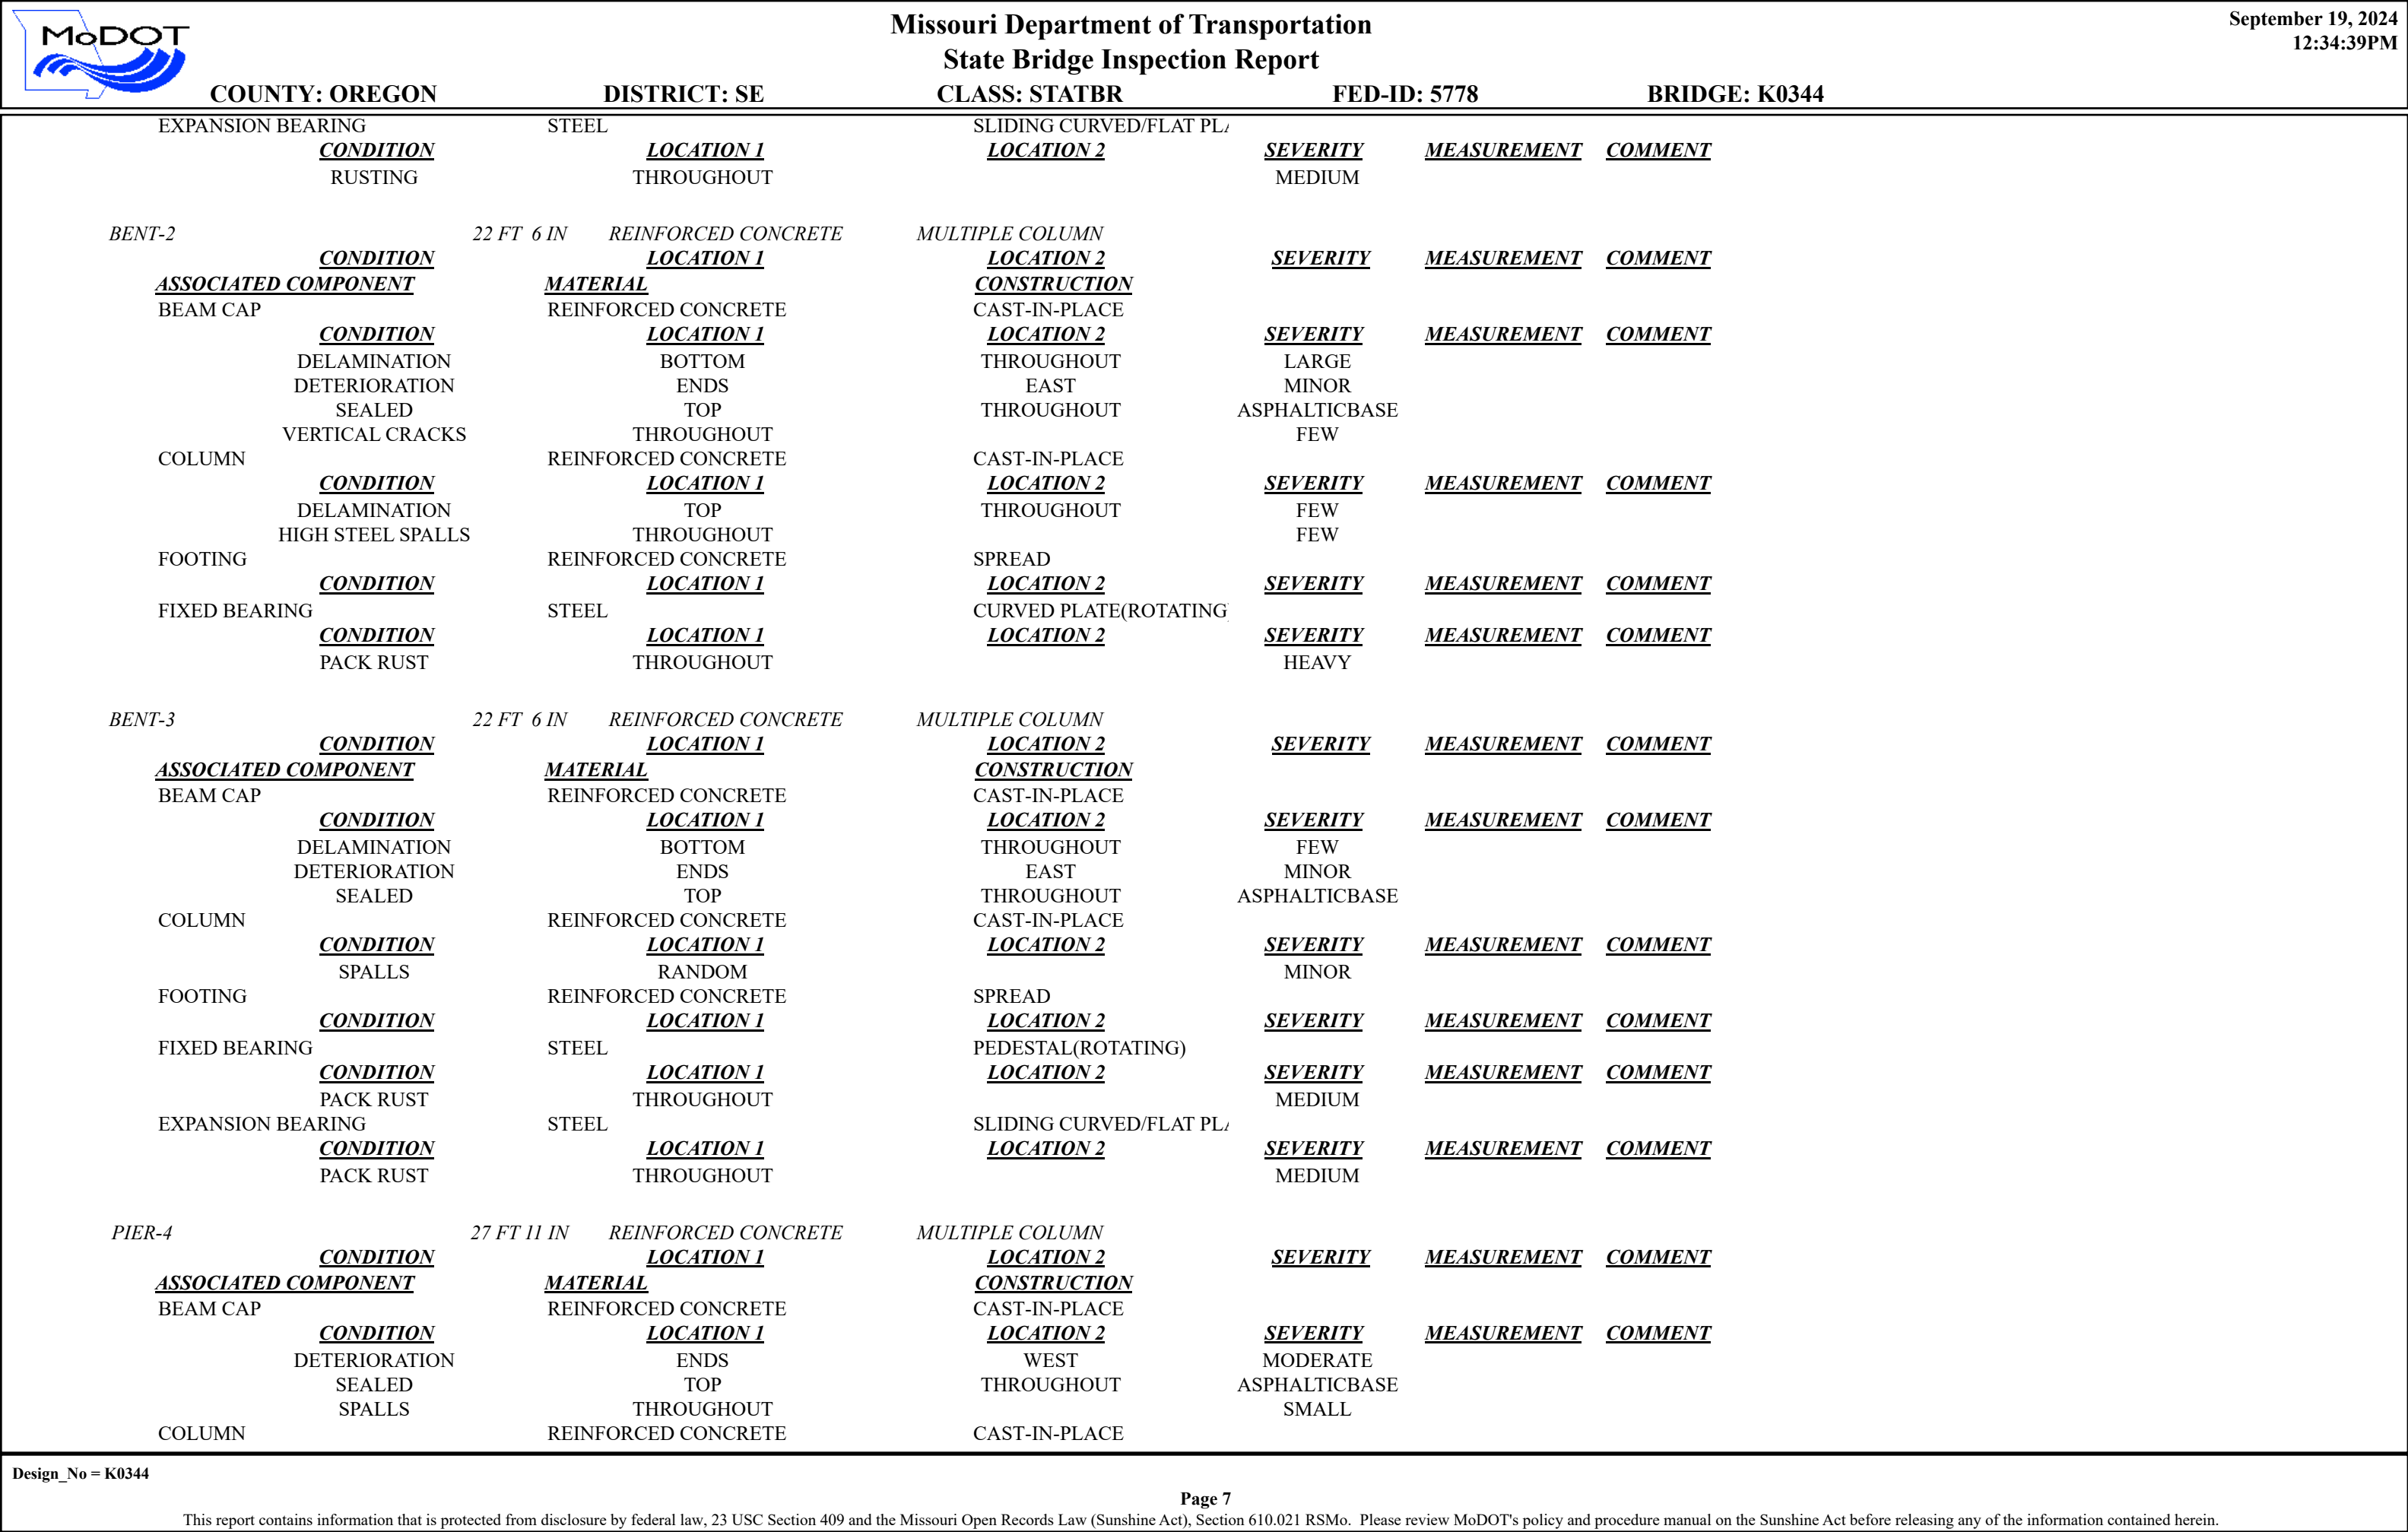 MoDOT
Missouri Department of Transportation
State Bridge Inspection Report
September 19, 2024
12:34:39PM
COUNTY: OREGON DISTRICT: SE CLASS: STATBR FED-ID: 5778 BRIDGE: K0344
EXPANSION BEARING STEEL SLIDING CURVED/FLAT PLA
CONDITION LOCATION 1 LOCATION 2 SEVERITY MEASUREMENT COMMENT
RUSTING THROUGHOUT MEDIUM
BENT-2 22 FT 6 IN REINFORCED CONCRETE MULTIPLE COLUMN
CONDITION LOCATION 1 LOCATION 2 SEVERITY MEASUREMENT COMMENT
ASSOCIATED COMPONENT MATERIAL CONSTRUCTION
BEAM CAP REINFORCED CONCRETE CAST-IN-PLACE
CONDITION LOCATION 1 LOCATION 2 SEVERITY MEASUREMENT COMMENT
DELAMINATION BOTTOM THROUGHOUT LARGE
DETERIORATION ENDS EAST MINOR
SEALED TOP THROUGHOUT ASPHALTICBASE
VERTICAL CRACKS THROUGHOUT FEW
COLUMN REINFORCED CONCRETE CAST-IN-PLACE
CONDITION LOCATION 1 LOCATION 2 SEVERITY MEASUREMENT COMMENT
DELAMINATION TOP THROUGHOUT FEW
HIGH STEEL SPALLS THROUGHOUT FEW
FOOTING REINFORCED CONCRETE SPREAD
CONDITION LOCATION 1 LOCATION 2 SEVERITY MEASUREMENT COMMENT
FIXED BEARING STEEL CURVED PLATE(ROTATING)
CONDITION LOCATION 1 LOCATION 2 SEVERITY MEASUREMENT COMMENT
PACK RUST THROUGHOUT HEAVY
BENT-3 22 FT 6 IN REINFORCED CONCRETE MULTIPLE COLUMN
CONDITION LOCATION 1 LOCATION 2 SEVERITY MEASUREMENT COMMENT
ASSOCIATED COMPONENT MATERIAL CONSTRUCTION
BEAM CAP REINFORCED CONCRETE CAST-IN-PLACE
CONDITION LOCATION 1 LOCATION 2 SEVERITY MEASUREMENT COMMENT
DELAMINATION BOTTOM THROUGHOUT FEW
DETERIORATION ENDS EAST MINOR
SEALED TOP THROUGHOUT ASPHALTICBASE
COLUMN REINFORCED CONCRETE CAST-IN-PLACE
CONDITION LOCATION 1 LOCATION 2 SEVERITY MEASUREMENT COMMENT
SPALLS RANDOM MINOR
FOOTING REINFORCED CONCRETE SPREAD
CONDITION LOCATION 1 LOCATION 2 SEVERITY MEASUREMENT COMMENT
FIXED BEARING STEEL PEDESTAL(ROTATING)
CONDITION LOCATION 1 LOCATION 2 SEVERITY MEASUREMENT COMMENT
PACK RUST THROUGHOUT MEDIUM
EXPANSION BEARING STEEL SLIDING CURVED/FLAT PLA
CONDITION LOCATION 1 LOCATION 2 SEVERITY MEASUREMENT COMMENT
PACK RUST THROUGHOUT MEDIUM
PIER-4 27 FT 11 IN REINFORCED CONCRETE MULTIPLE COLUMN
CONDITION LOCATION 1 LOCATION 2 SEVERITY MEASUREMENT COMMENT
ASSOCIATED COMPONENT MATERIAL CONSTRUCTION
BEAM CAP REINFORCED CONCRETE CAST-IN-PLACE
CONDITION LOCATION 1 LOCATION 2 SEVERITY MEASUREMENT COMMENT
DETERIORATION ENDS WEST MODERATE
SEALED TOP THROUGHOUT ASPHALTICBASE
SPALLS THROUGHOUT SMALL
COLUMN REINFORCED CONCRETE CAST-IN-PLACE
Design_No = K0344
Page 7
This report contains information that is protected from disclosure by federal law, 23 USC Section 409 and the Missouri Open Records Law (Sunshine Act), Section 610.021 RSMo. Please review MoDOT's policy and procedure manual on the Sunshine Act before releasing any of the information contained herein.